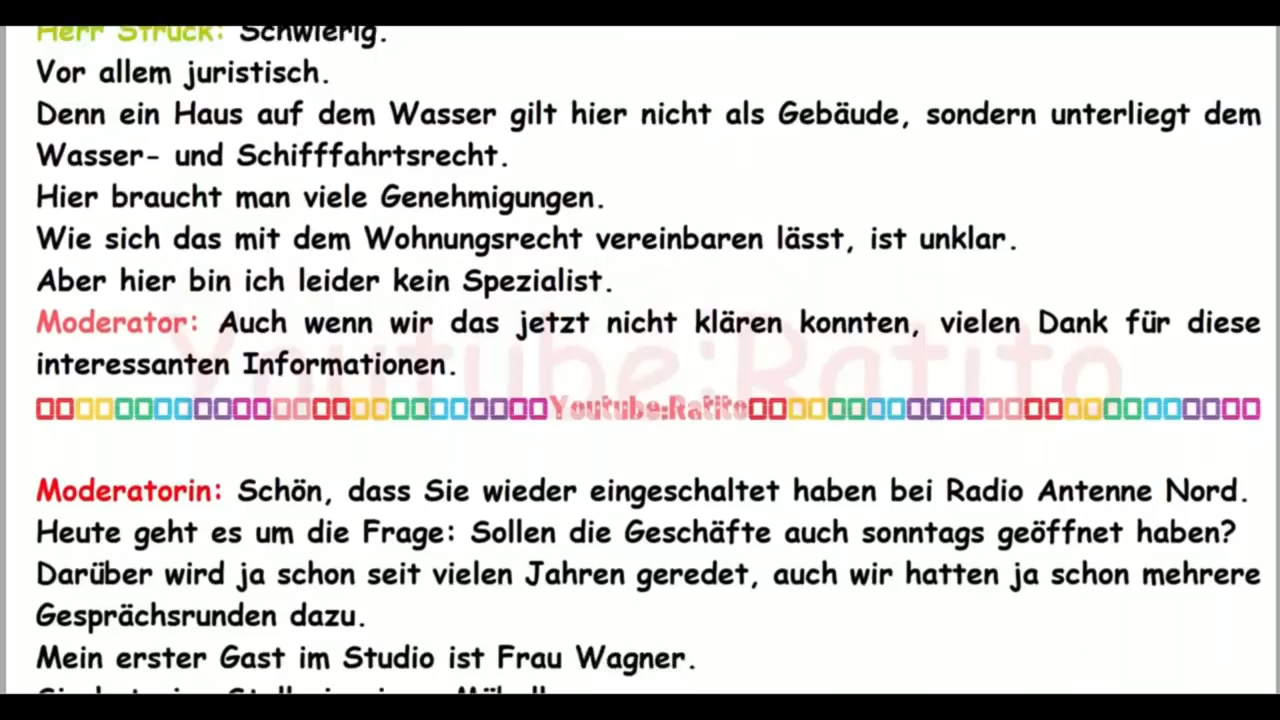 Herr Struck: Schwierig.
Vor allem juristisch.
Denn ein Haus auf dem Wasser gilt hier nicht als Gebäude, sondern unterliegt dem
Wasser- und Schifffahrtsrecht.
Hier braucht man viele Genehmigungen.
Wie sich das mit dem Wohnungsrecht vereinbaren lässt, ist unklar.
Aber hier bin ich leider kein Spezialist.
Moderator: Auch wenn wir das jetzt nicht klären konnten, vielen Dank für diese
interessanten Informationen.
Youtube:Ratito
Youtube:Ratito
Moderatorin: Schön, dass Sie wieder eingeschaltet haben bei Radio Antenne Nord.
Heute geht es um die Frage: Sollen die Geschäfte auch sonntags geöffnet haben?
Darüber wird ja schon seit vielen Jahren geredet, auch wir hatten ja schon mehrere
Gesprächsrunden dazu.
Mein erster Gast im Studio ist Frau Wagner.